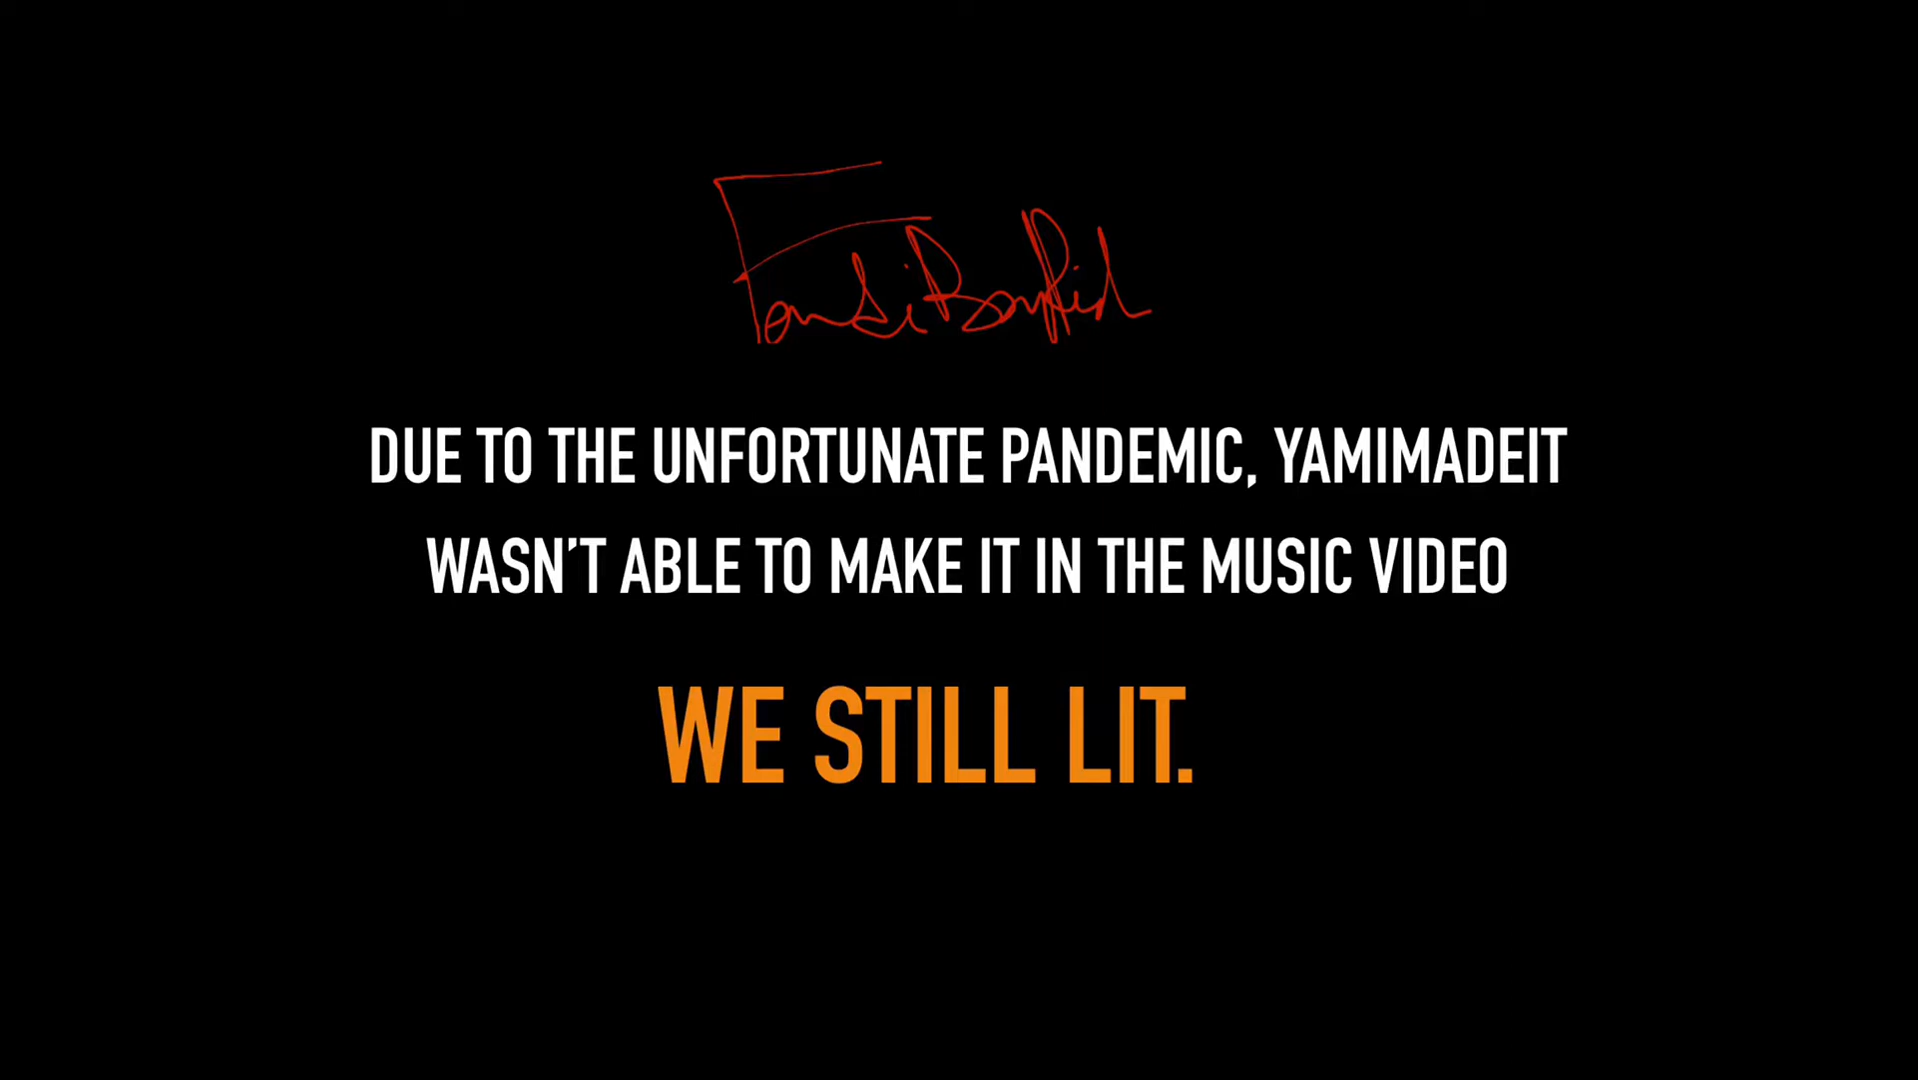 DUE TO THE UNFORTUNATE PANDEMIC, YAMIMADEIT
WASN’T ABLE TO MAKE IT IN THE MUSIC VIDEO
WE STILL LIT.